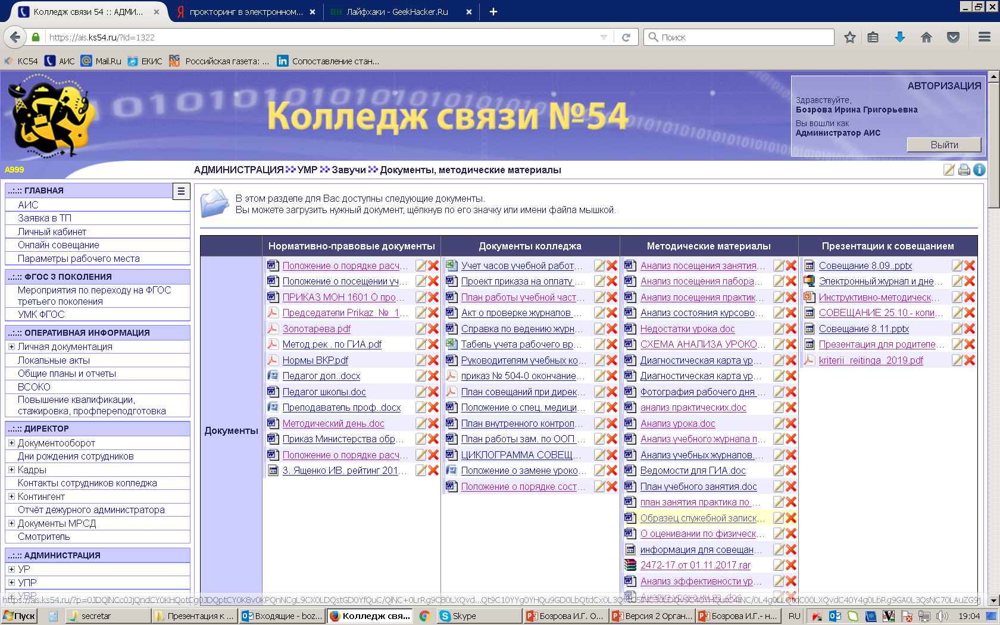 Колледж связи 54 :: АДМИ...
прокторинг в электронном...
GEEK
Лайфхаки - GeekHacker.Ru
https://ais.ks54.ru/?id=1322
Поиск
КС54
АИС
Mail.Ru
ЕКИС
RG RU
Российская газета: ...
in
Сопоставление стан...
Колледж связи №54
АВТОРИЗАЦИЯ
Здравствуйте,
Бозрова Ирина Григорьевна
Вы вошли как
Администратор АИС
Выйти
А999
АДМИНИСТРАЦИЯ УМР Завучи Документы, методические материалы
..:.:: ГЛАВНАЯ
АИС
Заявка в ТП
Личный кабинет
Онлайн совещание
Параметры рабочего места
..:.:: ФГОС 3 ПОКОЛЕНИЯ
Мероприятия по переходу на ФГОС
третьего поколения
УМК ФГОС
..:.:: ОПЕРАТИВНАЯ ИНФОРМАЦИЯ
Личная документация
Локальные акты
Общие планы и отчеты
ВСОКО
Повышение квалификации,
стажировка, профпереподготовка
..:.:: ДИРЕКТОР
Документооборот
Дни рождения сотрудников
Кадры
Контакты сотрудников колледжа
Контингент
Отчёт дежурного администратора
Документы МРСД
Смотритель
..:.:: АДМИНИСТРАЦИЯ
УР
УПР
УВР
В этом разделе для Вас доступны следующие документы.
Вы можете загрузить нужный документ, щёлкнув по его значку или имени файла мышкой.
Документы
Нормативно-правовые документы
Положение о порядке расч...
Положение о посещении уч...
ПРИКАЗ МОН 1601 О про...
Председатели Prikaz_№_1...
Золотарева.pdf
Метод.рек . по ГИА.pdf
Нормы ВКР.pdf
Педагог доп..docx
Педагог школы.doc
Преподаватель проф..docx
Методический день.doc
Приказ Министерства обр...
Положение о порядке расч...
3. Ященко ИВ. рейтинг 201...
Документы колледжа
Учет часов учебной работ...
Проект приказа на оплату ...
План работы учебной част...
Акт о проверке журналов ...
Справка по ведению журн...
Табель учета рабочего вр...
Руководителям учебных ко...
приказ № 504-0 окончание...
План совещаний при дирек...
Положение о спец. медици...
План внутренного контрол...
План работы зам. по ООП ...
ЦИКЛОГРАММА СОВЕЩ...
Положение о замене уроко...
Положение о порядке сост...
Методические материалы
Анализ посещения занятия...
Анализ посещения лабора...
Анализ посещения практик...
Анализ состояния курсово...
Недостатки урока.doc
СХЕМА АНАЛИЗА УРОКО...
Диагностическая карта ур...
Диагностическая карта ур...
Фотография рабочего дня ...
анализ практических.doc
Анализ урока.doc
Анализ учебного журнала п...
Анализ учебных журналов....
Ведомости для ГИА.doc
План учебного занятия.doc
план занятия практика по ...
Образец служебной записк...
О оценивании по физическ...
информация для совещан...
2472-17 от 01.11.2017.rar
Анализ эффективности ур...
Анализ урока ин.яз..doc
Презентации к совещанием
Совещание 8.09..pptx
Электронный журнал и дне...
Инструктивно-методическ...
СОВЕЩАНИЕ 25.10 - копи...
Совещание 8.11.pptx
Презентация для родителе...
kriterii_reitinga_2019.pdf
Пуск
secretar
Презентация к ...
Входящие - boz...
Колледж свя...
Skype
Бозрова И.Г. О...
Версия 2 Орган...
Бозрова И.Г.- н...
RU
19:04